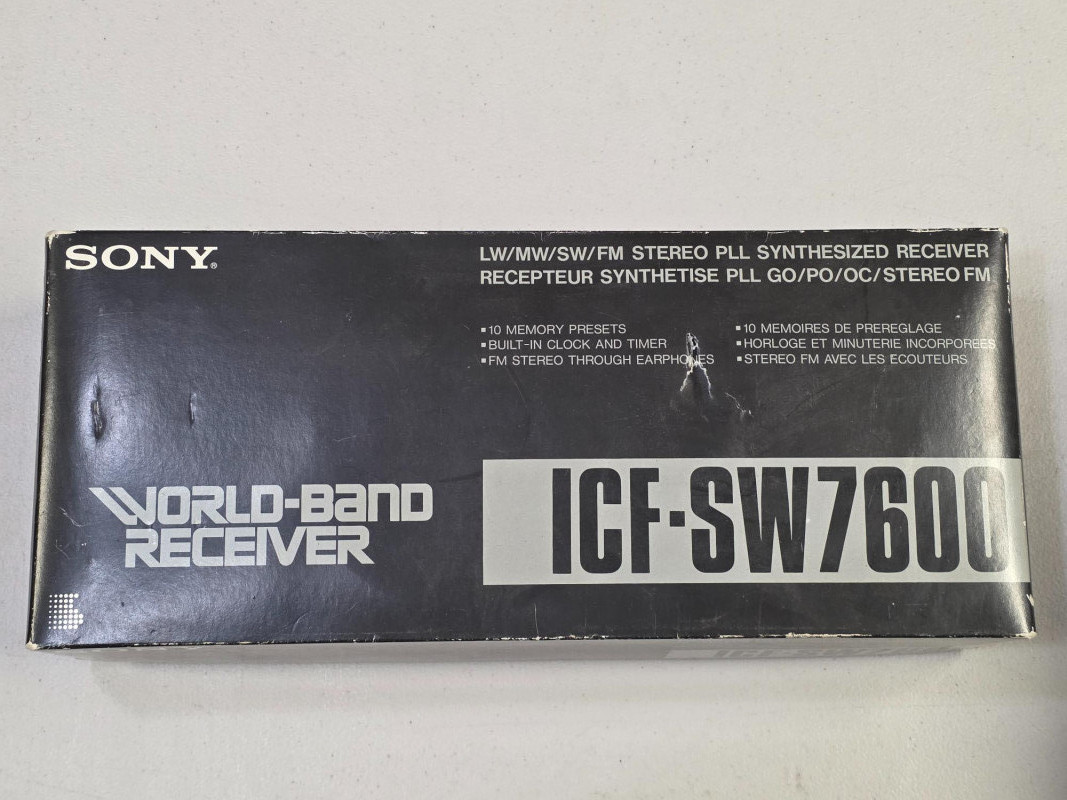 SONY®
LW/MW/SW/FM STEREO PLL SYNTHESIZED RECEIVER
RECEPTEUR SYNTHETISE PLL GO/PO/OC/STEREO FM
▪10 MEMORY PRESETS
▪BUILT-IN CLOCK AND TIMER
▪FM STEREO THROUGH EARPHONES
▪10 MEMOIRES DE PREREGLAGE
▪HORLOGE ET MINUTERIE INCORPOREES
▪STEREO FM AVEC LES ECOUTEURS
WORLD-BAND
RECEIVER
ICF-SW7600